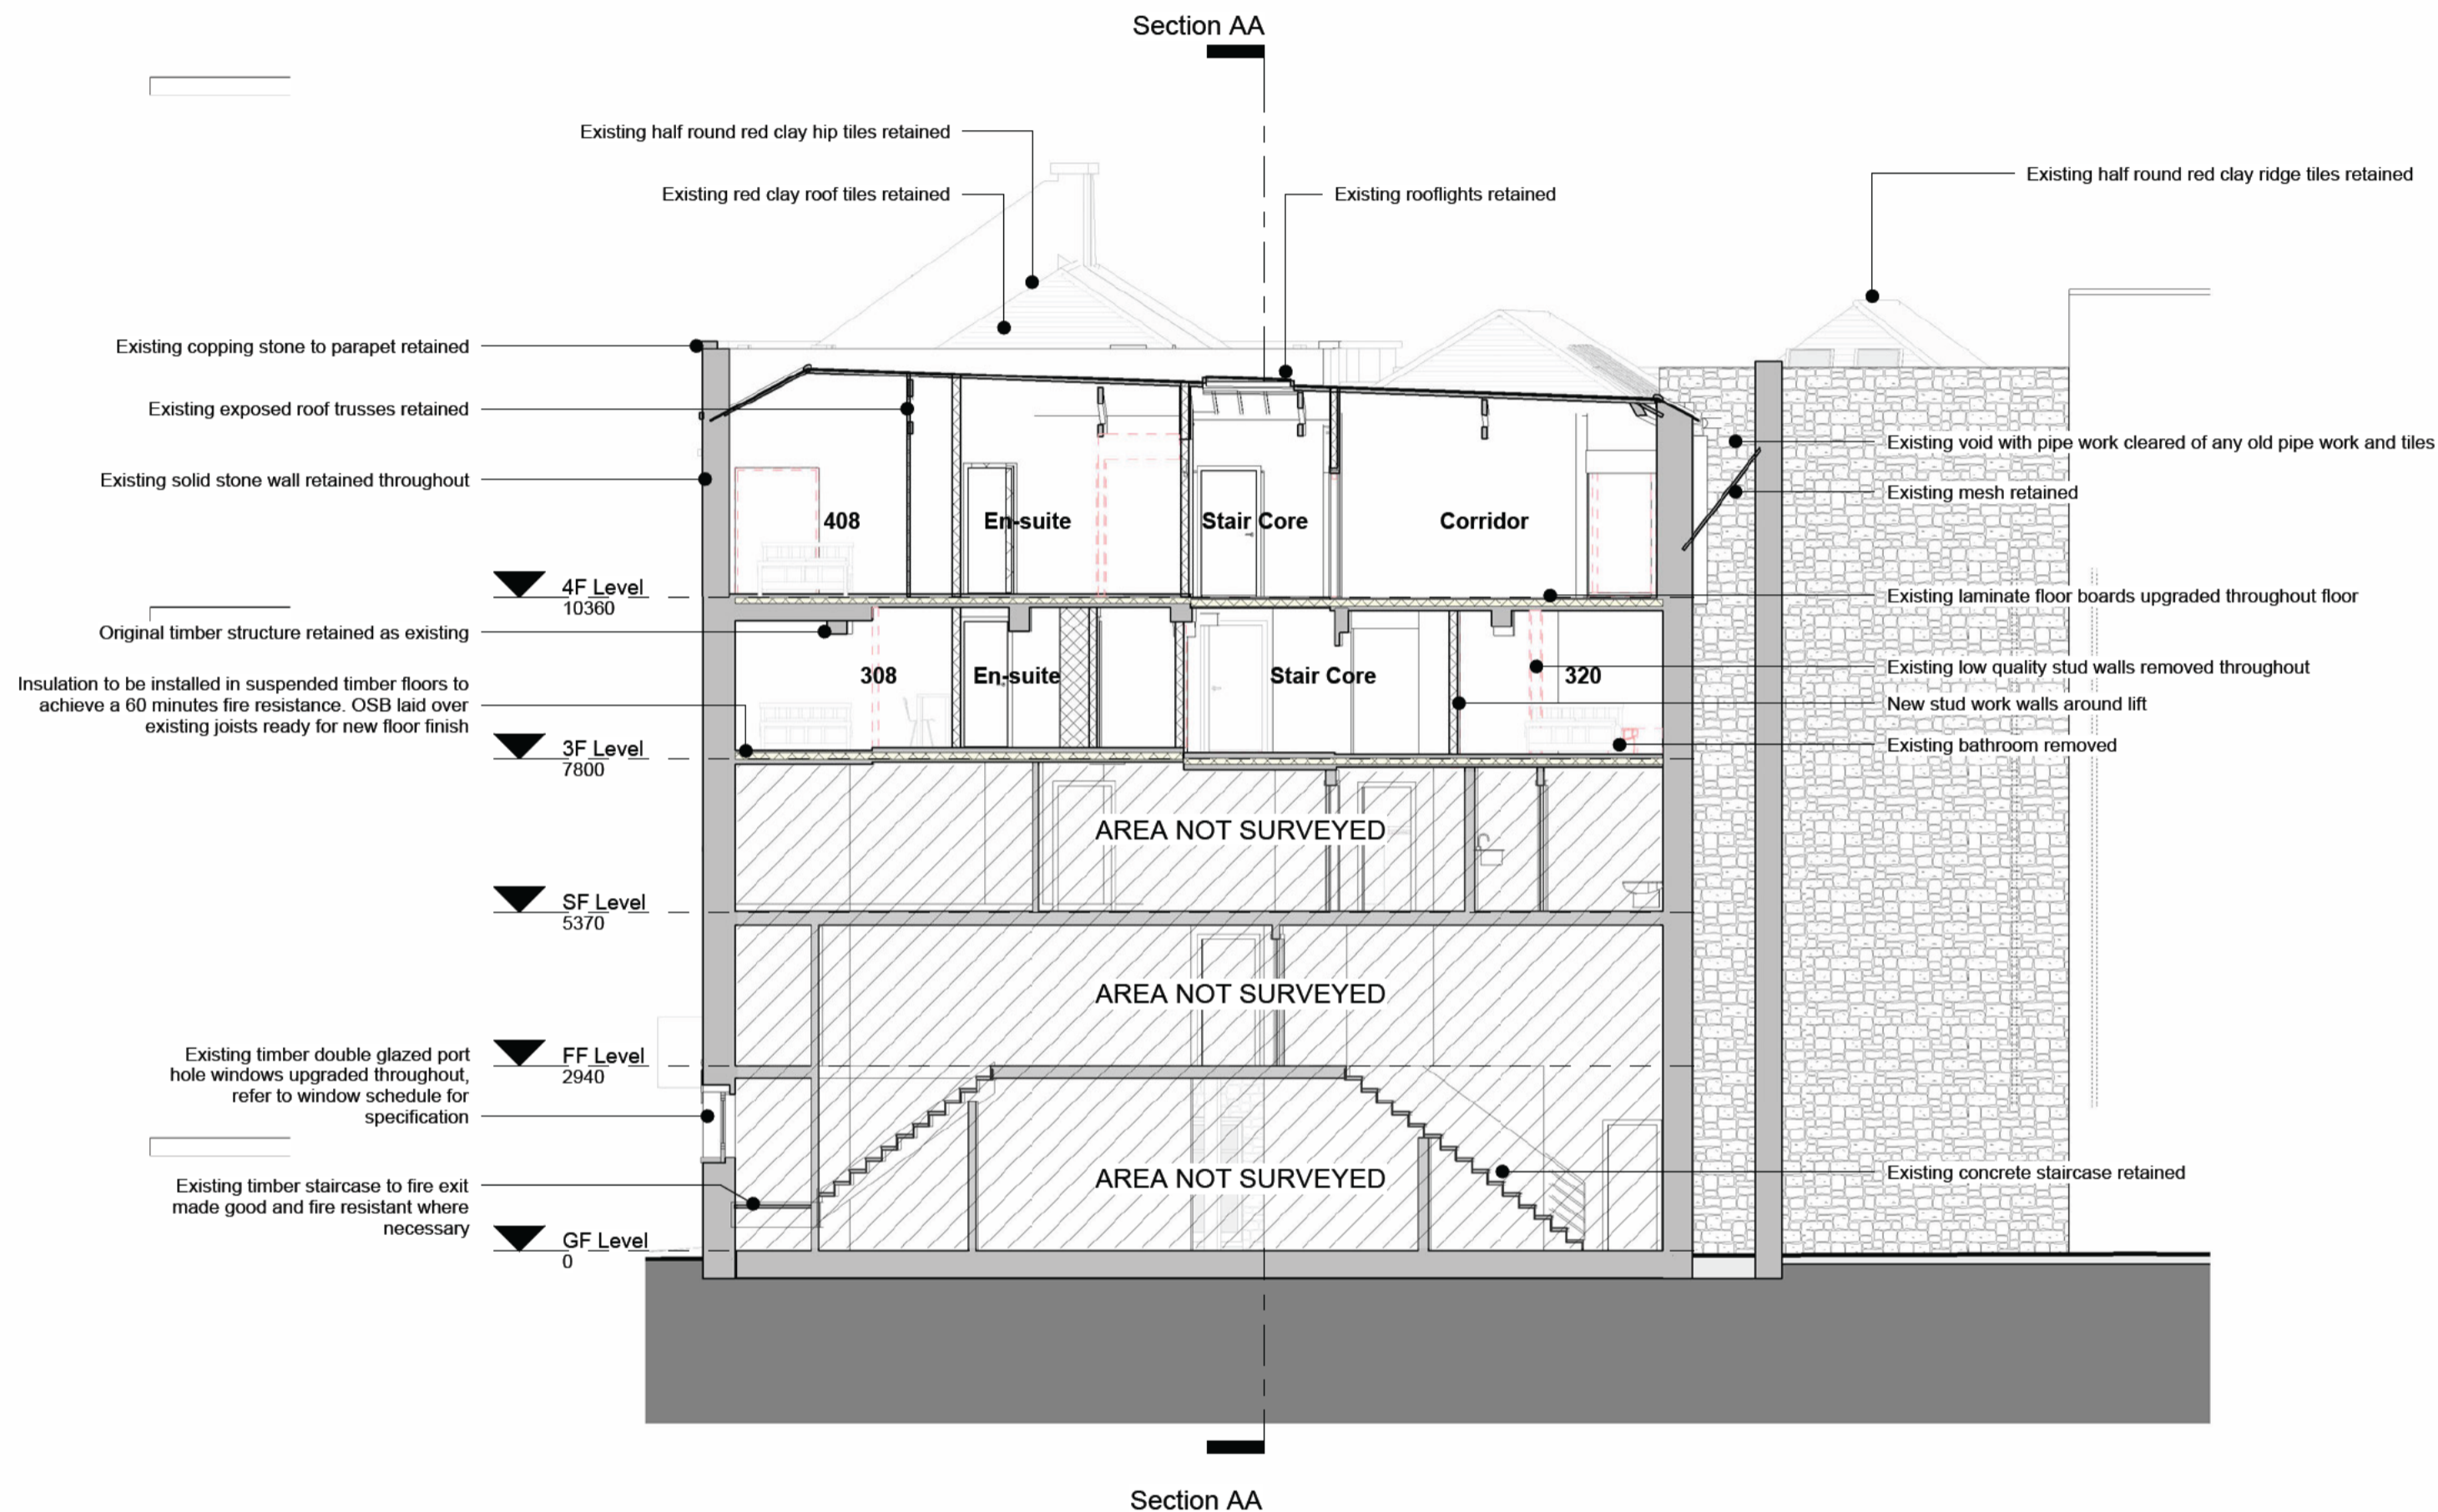 Section AA
Existing half round red clay hip tiles retained
Existing red clay roof tiles retained
Existing rooflights retained
Existing half round red clay ridge tiles retained
Existing copping stone to parapet retained
Existing exposed roof trusses retained
Existing solid stone wall retained throughout
Existing void with pipe work cleared of any old pipe work and tiles
Existing mesh retained
408
En-suite
Stair Core
Corridor
4F Level
10360
Existing laminate floor boards upgraded throughout floor
Original timber structure retained as existing
Insulation to be installed in suspended timber floors to
achieve a 60 minutes fire resistance. OSB laid over
existing joists ready for new floor finish
308
En-suite
Stair Core
320
Existing low quality stud walls removed throughout
New stud work walls around lift
Existing bathroom removed
3F Level
7800
AREA NOT SURVEYED
SF Level
5370
AREA NOT SURVEYED
Existing timber double glazed port
hole windows upgraded throughout,
refer to window schedule for
specification
FF Level
2940
AREA NOT SURVEYED
Existing concrete staircase retained
Existing timber staircase to fire exit
made good and fire resistant where
necessary
GF Level
0
Section AA